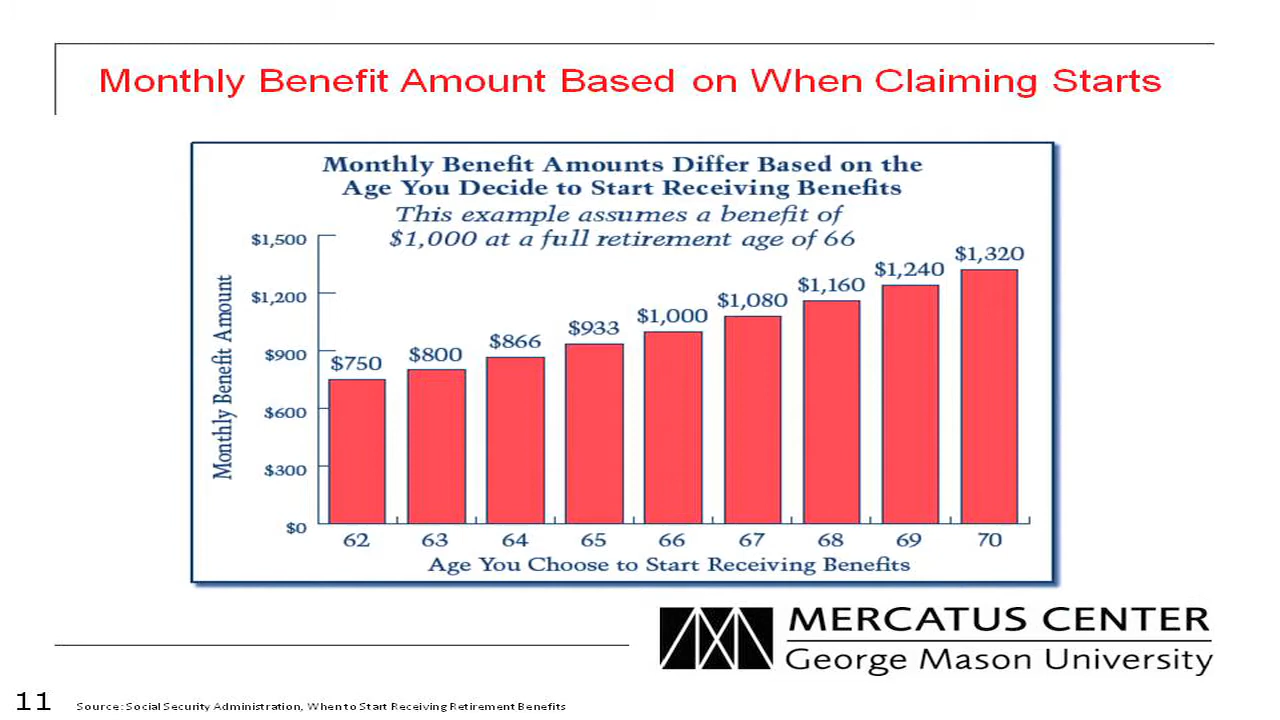 Monthly Benefit Amount Based on When Claiming Starts
Monthly Benefit Amounts Differ Based on the
Age You Decide to Start Receiving Benefits
This example assumes a benefit of
$1,000 at a full retirement age of 66
Monthly Benefit Amount
$1,500
$1,200
$900
$600
$300
$0
$750
$800
$866
$933
$1,000
$1,080
$1,160
$1,240
$1,320
62 63 64 65 66 67 68 69 70
Age You Choose to Start Receiving Benefits
MERCATUS CENTER
George Mason University
11
Source: Social Security Administration, When to Start Receiving Retirement Benefits